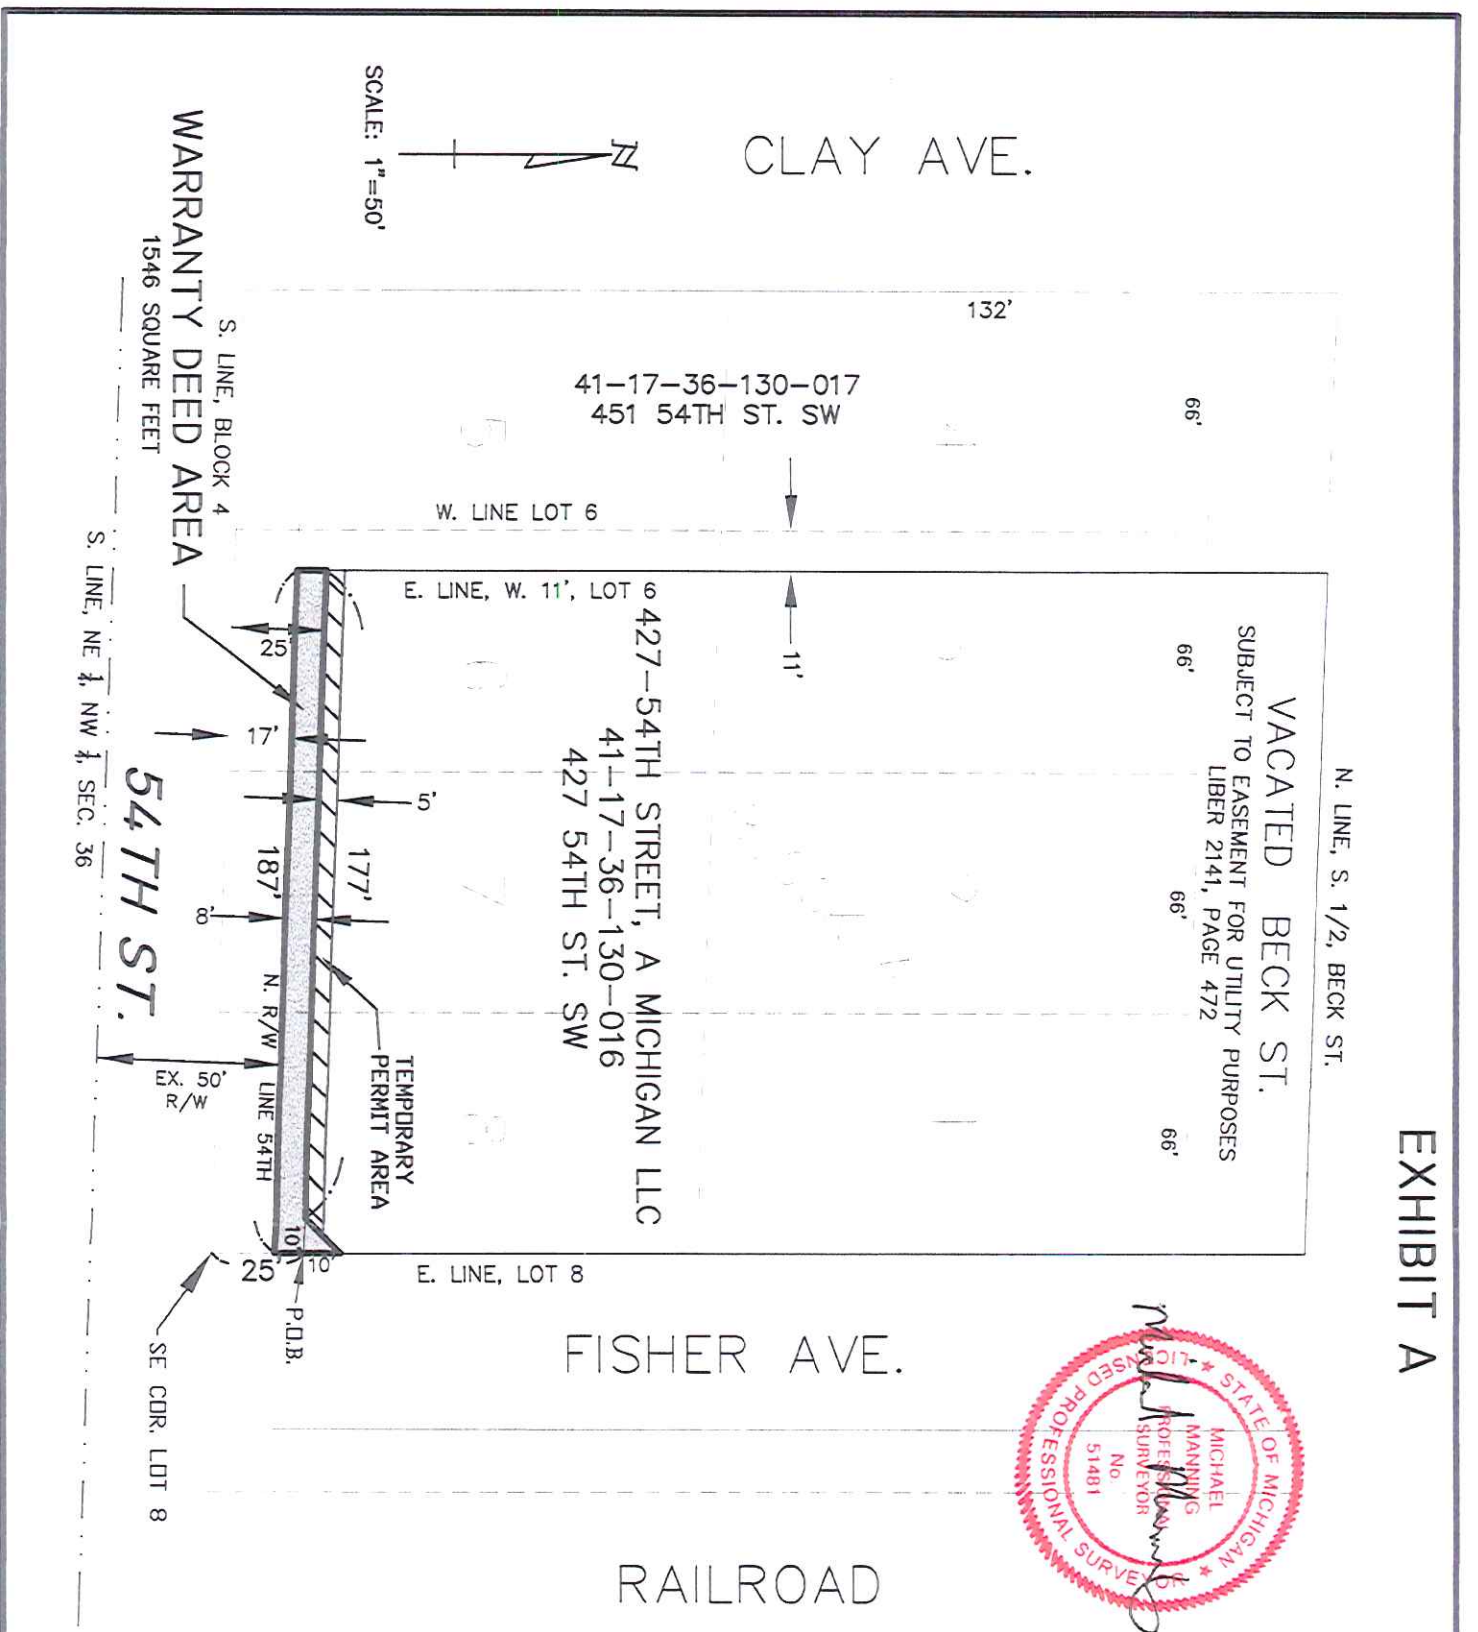 EXHIBIT A
N. LINE, S. 1/2, BECK ST.
VACATED BECK ST.
SUBJECT TO EASEMENT FOR UTILITY PURPOSES
LIBER 2141, PAGE 472
66'
66'
66'
66'
132'
CLAY AVE.
N
SCALE: 1"=50'
41-17-36-130-017
451 54TH ST. SW
W. LINE LOT 6
E. LINE, W. 11', LOT 6
11'
427-54TH STREET, A MICHIGAN LLC
41-17-36-130-016
427 54TH ST. SW
5
6
7
8
TEMPORARY
PERMIT AREA
5'
177'
187'
8'
17'
25'
N. R/W LINE 54TH
EX. 50'
R/W
10'
10'
25'
P.O.B.
E. LINE, LOT 8
SE COR. LOT 8
S. LINE, BLOCK 4
WARRANTY DEED AREA
1546 SQUARE FEET
54TH ST.
S. LINE, NE ¼, NW ¼, SEC. 36
FISHER AVE.
RAILROAD
STATE OF MICHIGAN
LICENSED PROFESSIONAL SURVEYOR
MICHAEL
MANNING
PROFESSIONAL
SURVEYOR
No.
51481